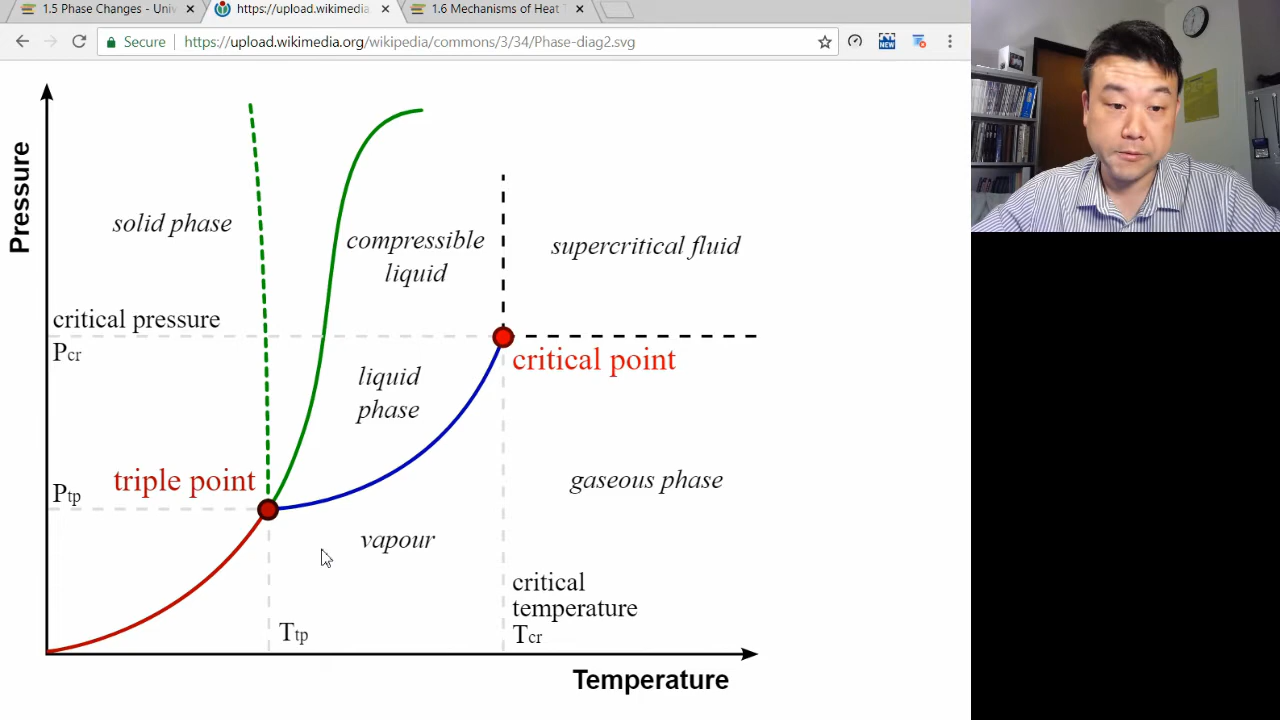 1.5 Phase Changes - Univ
https://upload.wikimedia
1.6 Mechanisms of Heat T
Secure
https://upload.wikimedia.org/wikipedia/commons/3/34/Phase-diag2.svg
NEW
Pressure
solid phase
compressible
liquid
supercritical fluid
critical pressure
Pcr
critical point
liquid
phase
triple point
Ptp
gaseous phase
vapour
critical
temperature
Tcr
Ttp
Temperature